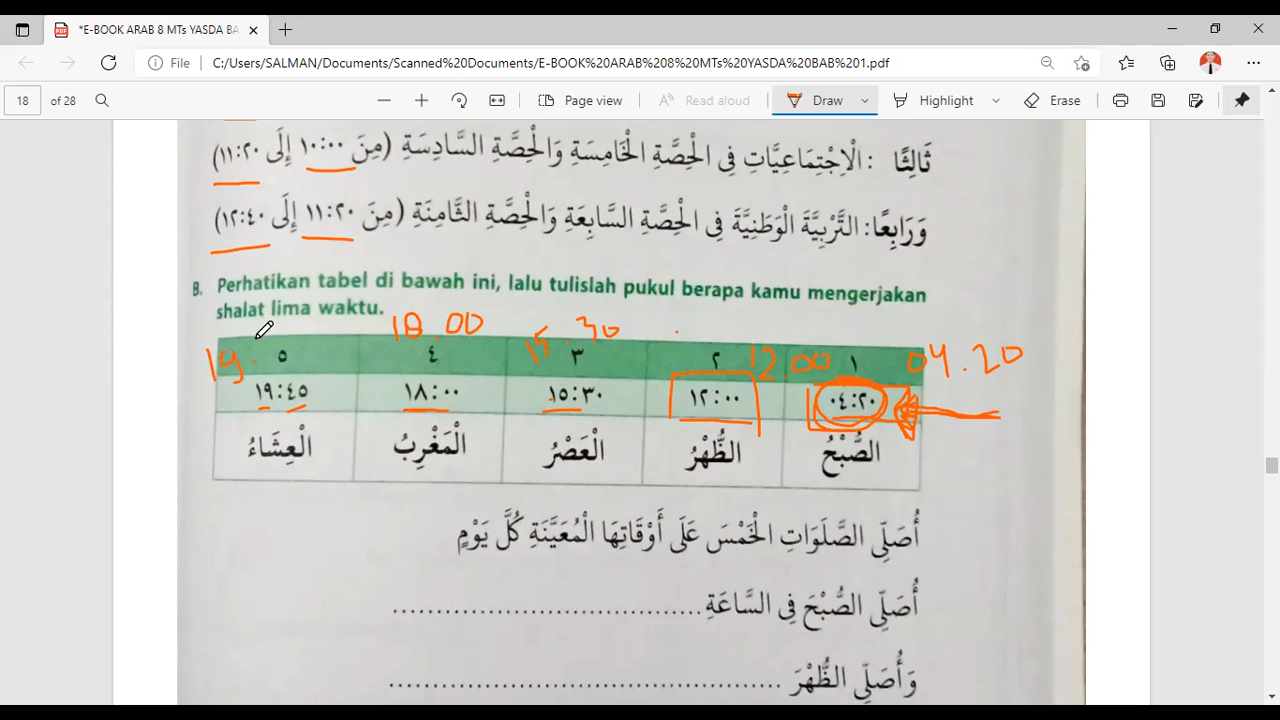 *E-BOOK ARAB 8 MTs YASDA BA
File C:/Users/SALMAN/Documents/Scanned%20Documents/E-BOOK%20ARAB%208%20MTs%20YASDA%20BAB%201.pdf
18 of 28 Page view Read aloud Draw Highlight Erase
ثَالِثًا : الْاِجْتِمَاعِيَّاتِ فِى الْحِصَّةِ الْخَامِسَةِ وَالْحِصَّةِ السَّادِسَةِ (مِنَ ١٠:٠٠ إِلَى ١١:٢٠)
وَرَابِعًا: التَّرْبِيَّةَ الْوَطَنِيَّةَ فِى الْحِصَّةِ السَّابِعَةِ وَالْحِصَّةِ الثَّامِنَةِ (مِنَ ١١:٢٠ إِلَى ١٢:٤٠)
B. Perhatikan tabel di bawah ini, lalu tulislah pukul berapa kamu mengerjakan
shalat lima waktu.
04.20 12.00 15.30 18.00 19.
١ ٢ ٣ ٤ ٥
٠٤:٢٠ ١٢:٠٠ ١٥:٣٠ ١٨:٠٠ ١٩:٤٥
الصُّبْحُ الظُّهْرُ الْعَصْرُ الْمَغْرِبُ الْعِشَاءُ
أُصَلِّى الصَّلَوَاتِ الْخَمْسَ عَلَى أَوْقَاتِهَا الْمُعَيَّنَةِ كُلَّ يَوْمٍ
أُصَلِّى الصُّبْحَ فِى السَّاعَةِ ...................................
وَأُصَلِّى الظُّهْرَ .............................................